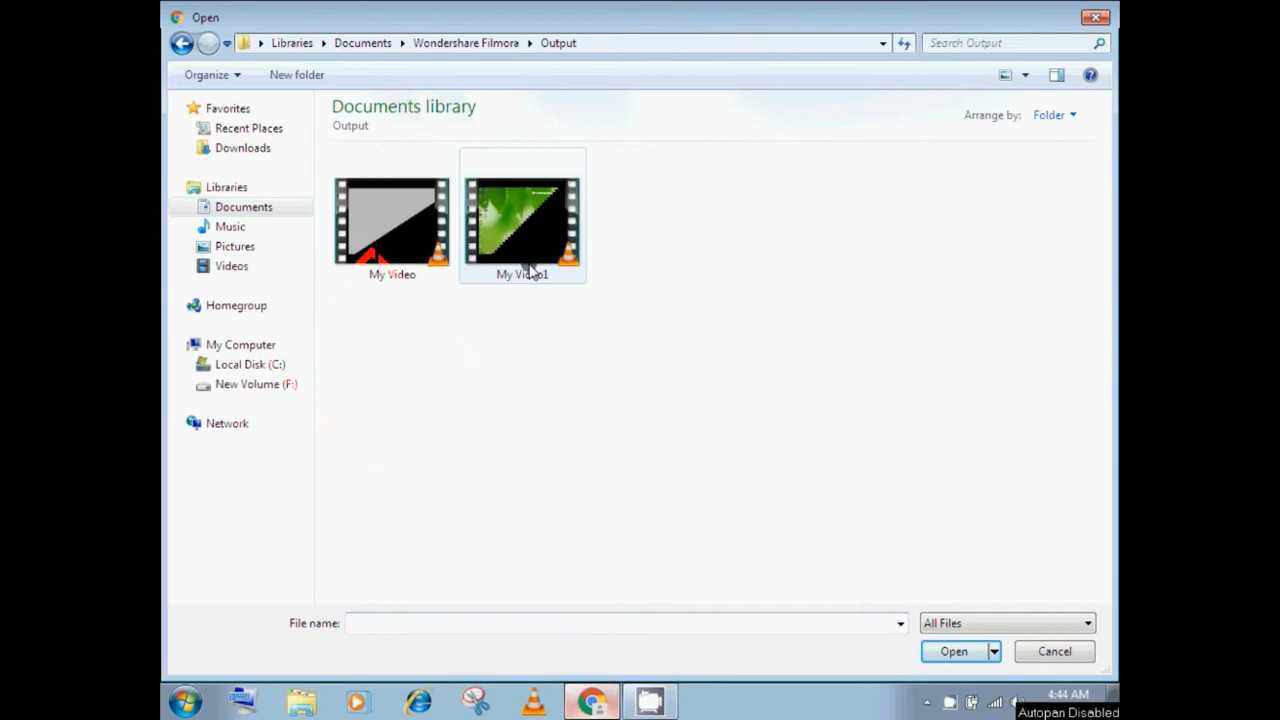 Open
Libraries Documents Wondershare Filmora Output
Search Output
Organize New folder
Favorites
Recent Places
Downloads
Libraries
Documents
Music
Pictures
Videos
Homegroup
My Computer
Local Disk (C:)
New Volume (F:)
Network
Documents library
Output
Arrange by: Folder
My Video
My Video1
File name:
All Files
Open Cancel
4:44 AM
Autopan Disabled